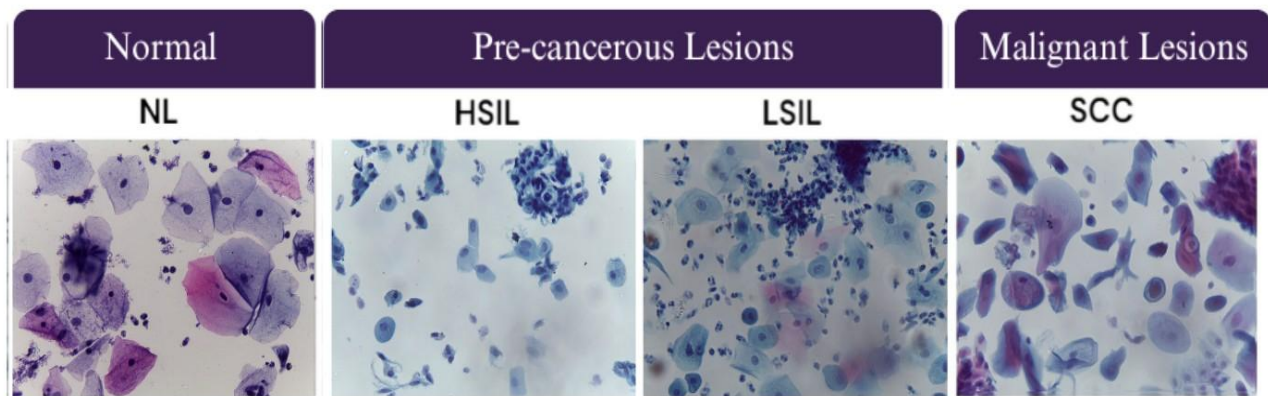 Normal
Pre-cancerous Lesions
Malignant Lesions
NL
HSIL
LSIL
SCC